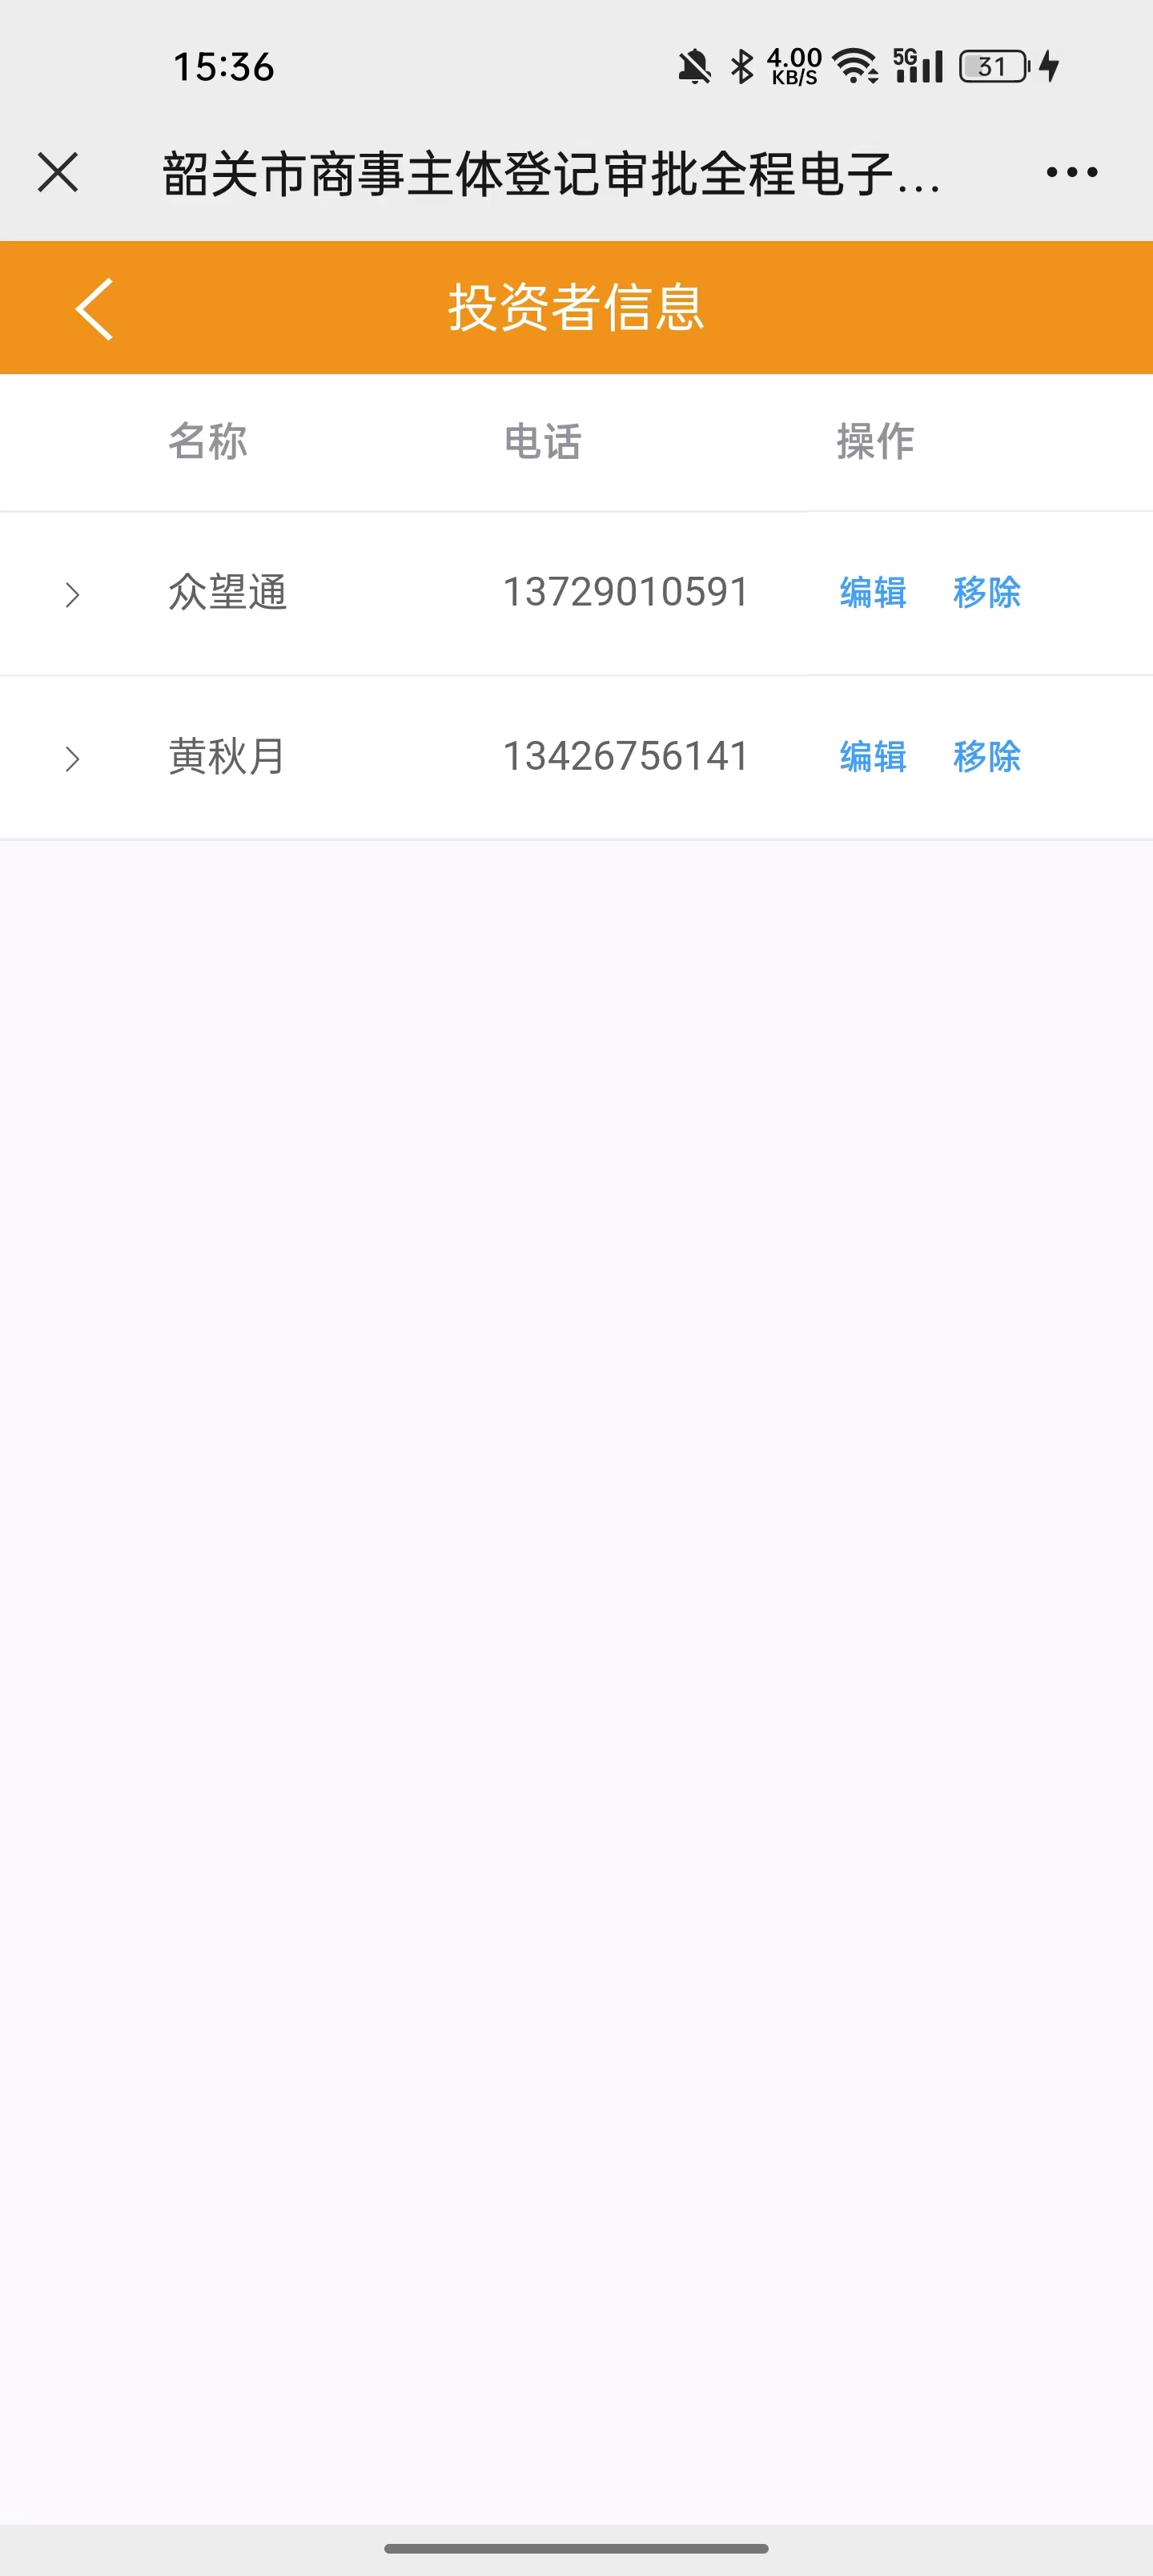 15:36 4.00 KB/S 5G 31
韶关市商事主体登记审批全程电子...
投资者信息
名称 电话 操作
众望通 13729010591 编辑 移除
黄秋月 13426756141 编辑 移除